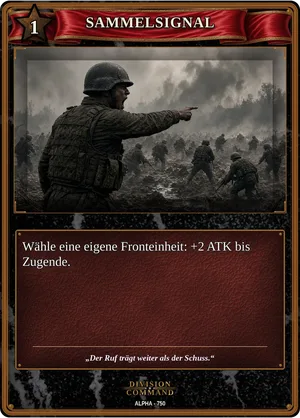 1
SAMMELSIGNAL
Wähle eine eigene Fronteinheit: +2 ATK bis
Zugende.
„Der Ruf trägt weiter als der Schuss.“
DIVISION
COMMAND
ALPHA - 750